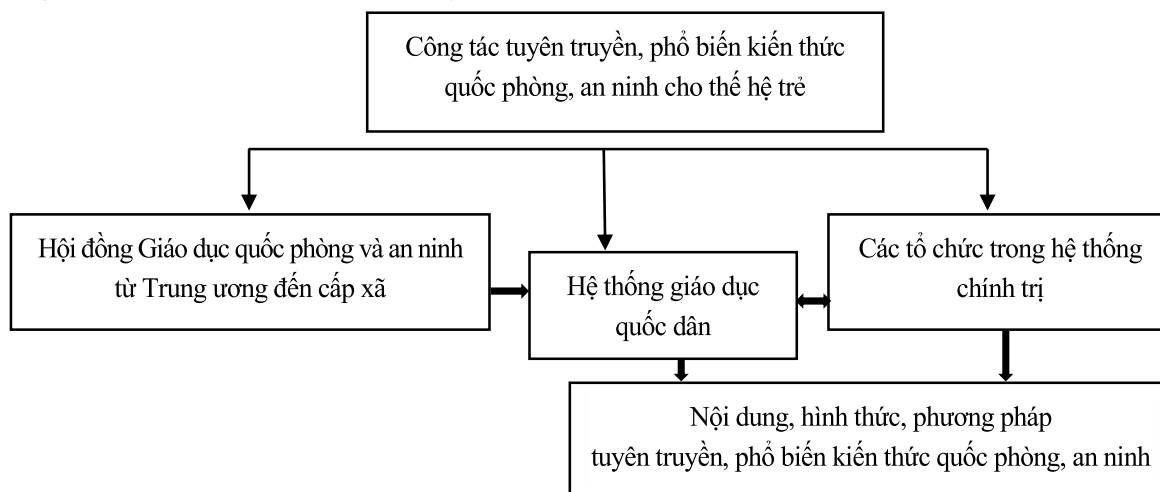 Công tác tuyên truyền, phổ biến kiến thức
quốc phòng, an ninh cho thế hệ trẻ
Hội đồng Giáo dục quốc phòng và an ninh
từ Trung ương đến cấp xã
Hệ thống giáo dục
quốc dân
Các tổ chức trong hệ thống
chính trị
Nội dung, hình thức, phương pháp
tuyên truyền, phổ biến kiến thức quốc phòng, an ninh